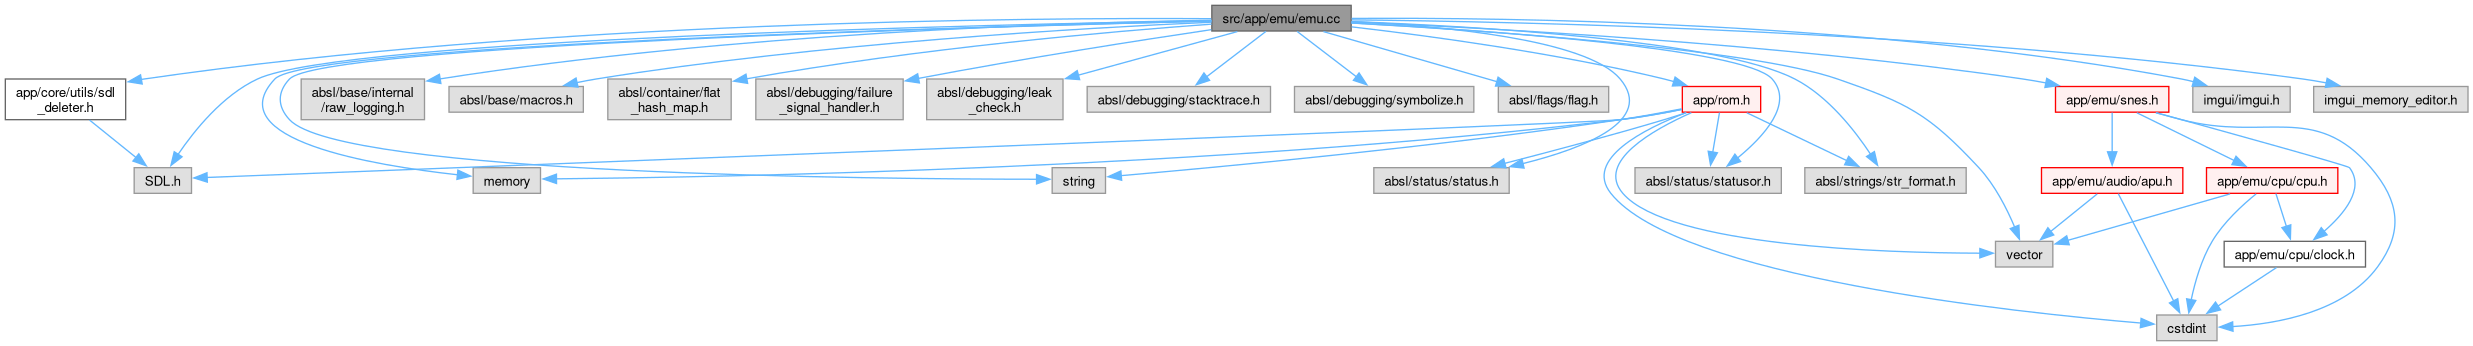 src/app/emu/emu.cc
app/core/utils/sdl
_deleter.h
absl/base/internal
/raw_logging.h
absl/base/macros.h
absl/container/flat
_hash_map.h
absl/debugging/failure
_signal_handler.h
absl/debugging/leak
_check.h
absl/debugging/stacktrace.h
absl/debugging/symbolize.h
absl/flags/flag.h
app/rom.h
app/emu/snes.h
imgui/imgui.h
imgui_memory_editor.h
SDL.h
memory
string
absl/status/status.h
absl/status/statusor.h
absl/strings/str_format.h
app/emu/audio/apu.h
app/emu/cpu/cpu.h
vector
app/emu/cpu/clock.h
cstdint